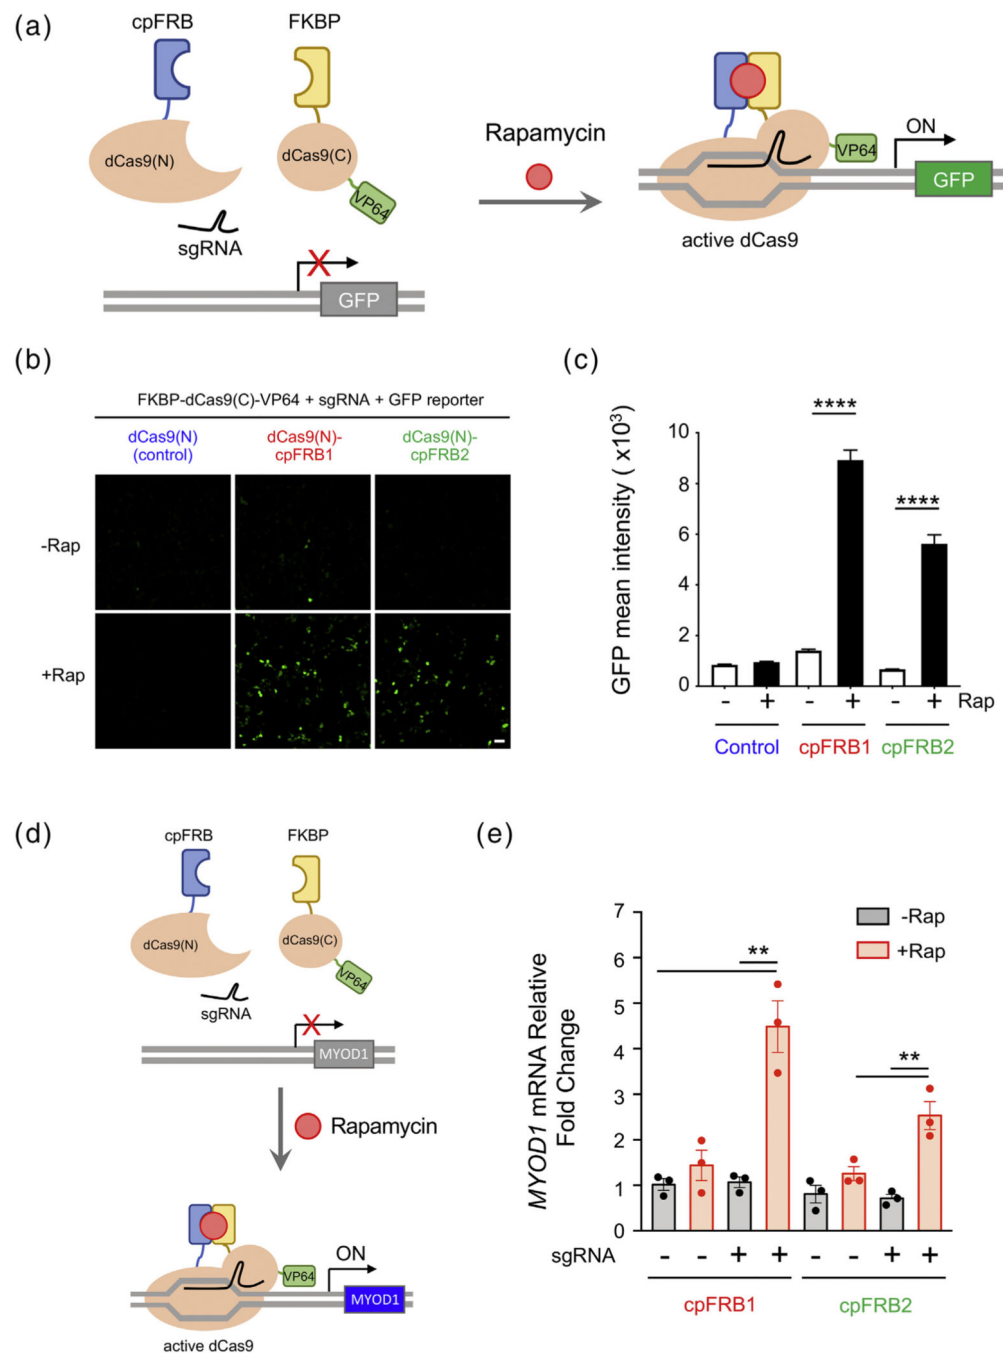 (a)
cpFRB
FKBP
dCas9(N)
dCas9(C)
VP64
sgRNA
X
GFP
Rapamycin
ON
VP64
GFP
active dCas9
(b)
FKBP-dCas9(C)-VP64 + sgRNA + GFP reporter
dCas9(N)
(control)
dCas9(N)-
cpFRB1
dCas9(N)-
cpFRB2
-Rap
+Rap
(c)
GFP mean intensity ( x10³)
10
8
6
4
2
0
****
****
- + - + - + Rap
Control
cpFRB1
cpFRB2
(d)
cpFRB
FKBP
dCas9(N)
dCas9(C)
VP64
sgRNA
X
MYOD1
Rapamycin
ON
VP64
MYOD1
active dCas9
(e)
MYOD1 mRNA Relative
Fold Change
7
6
5
4
3
2
1
0
-Rap
+Rap
**
**
sgRNA - - + + - - + +
cpFRB1
cpFRB2